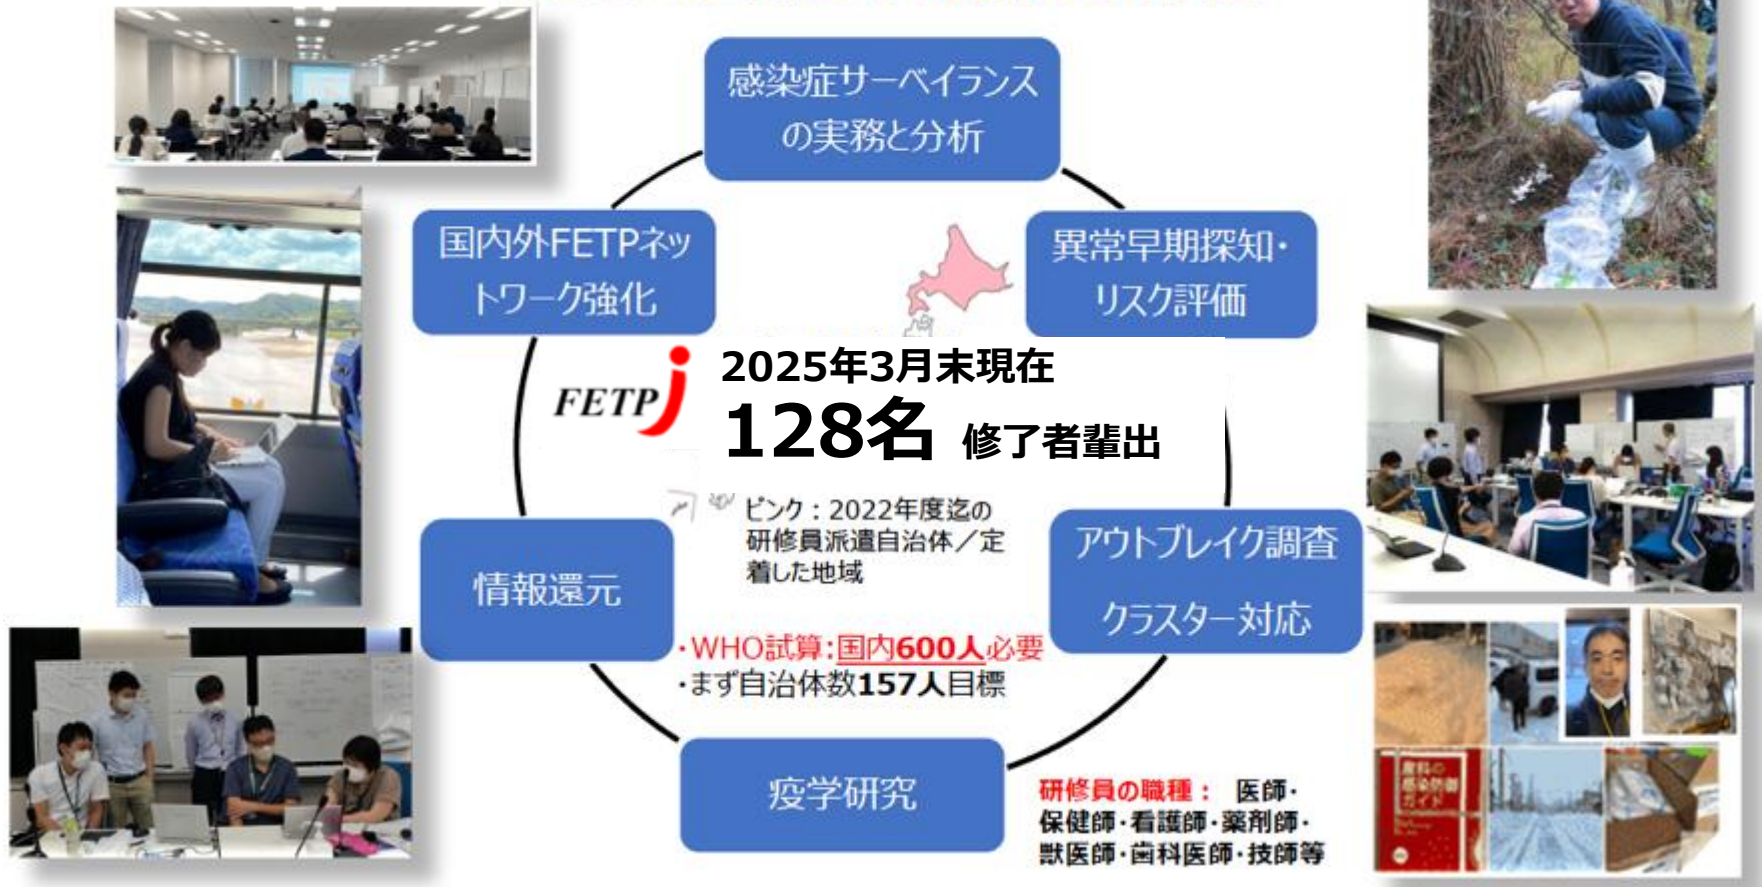 感染症サーベイランス
の実務と分析
国内外FETPネッ
トワーク強化
異常早期探知・
リスク評価
FETP j
2025年3月末現在
128名 修了者輩出
ピンク：2022年度迄の
研修員派遣自治体／定
着した地域
アウトブレイク調査
クラスター対応
情報還元
・WHO試算：国内600人必要
・まず自治体数157人目標
疫学研究
研修員の職種： 医師・
保健師・看護師・薬剤師・
獣医師・歯科医師・技師等
感染防御
ガイド